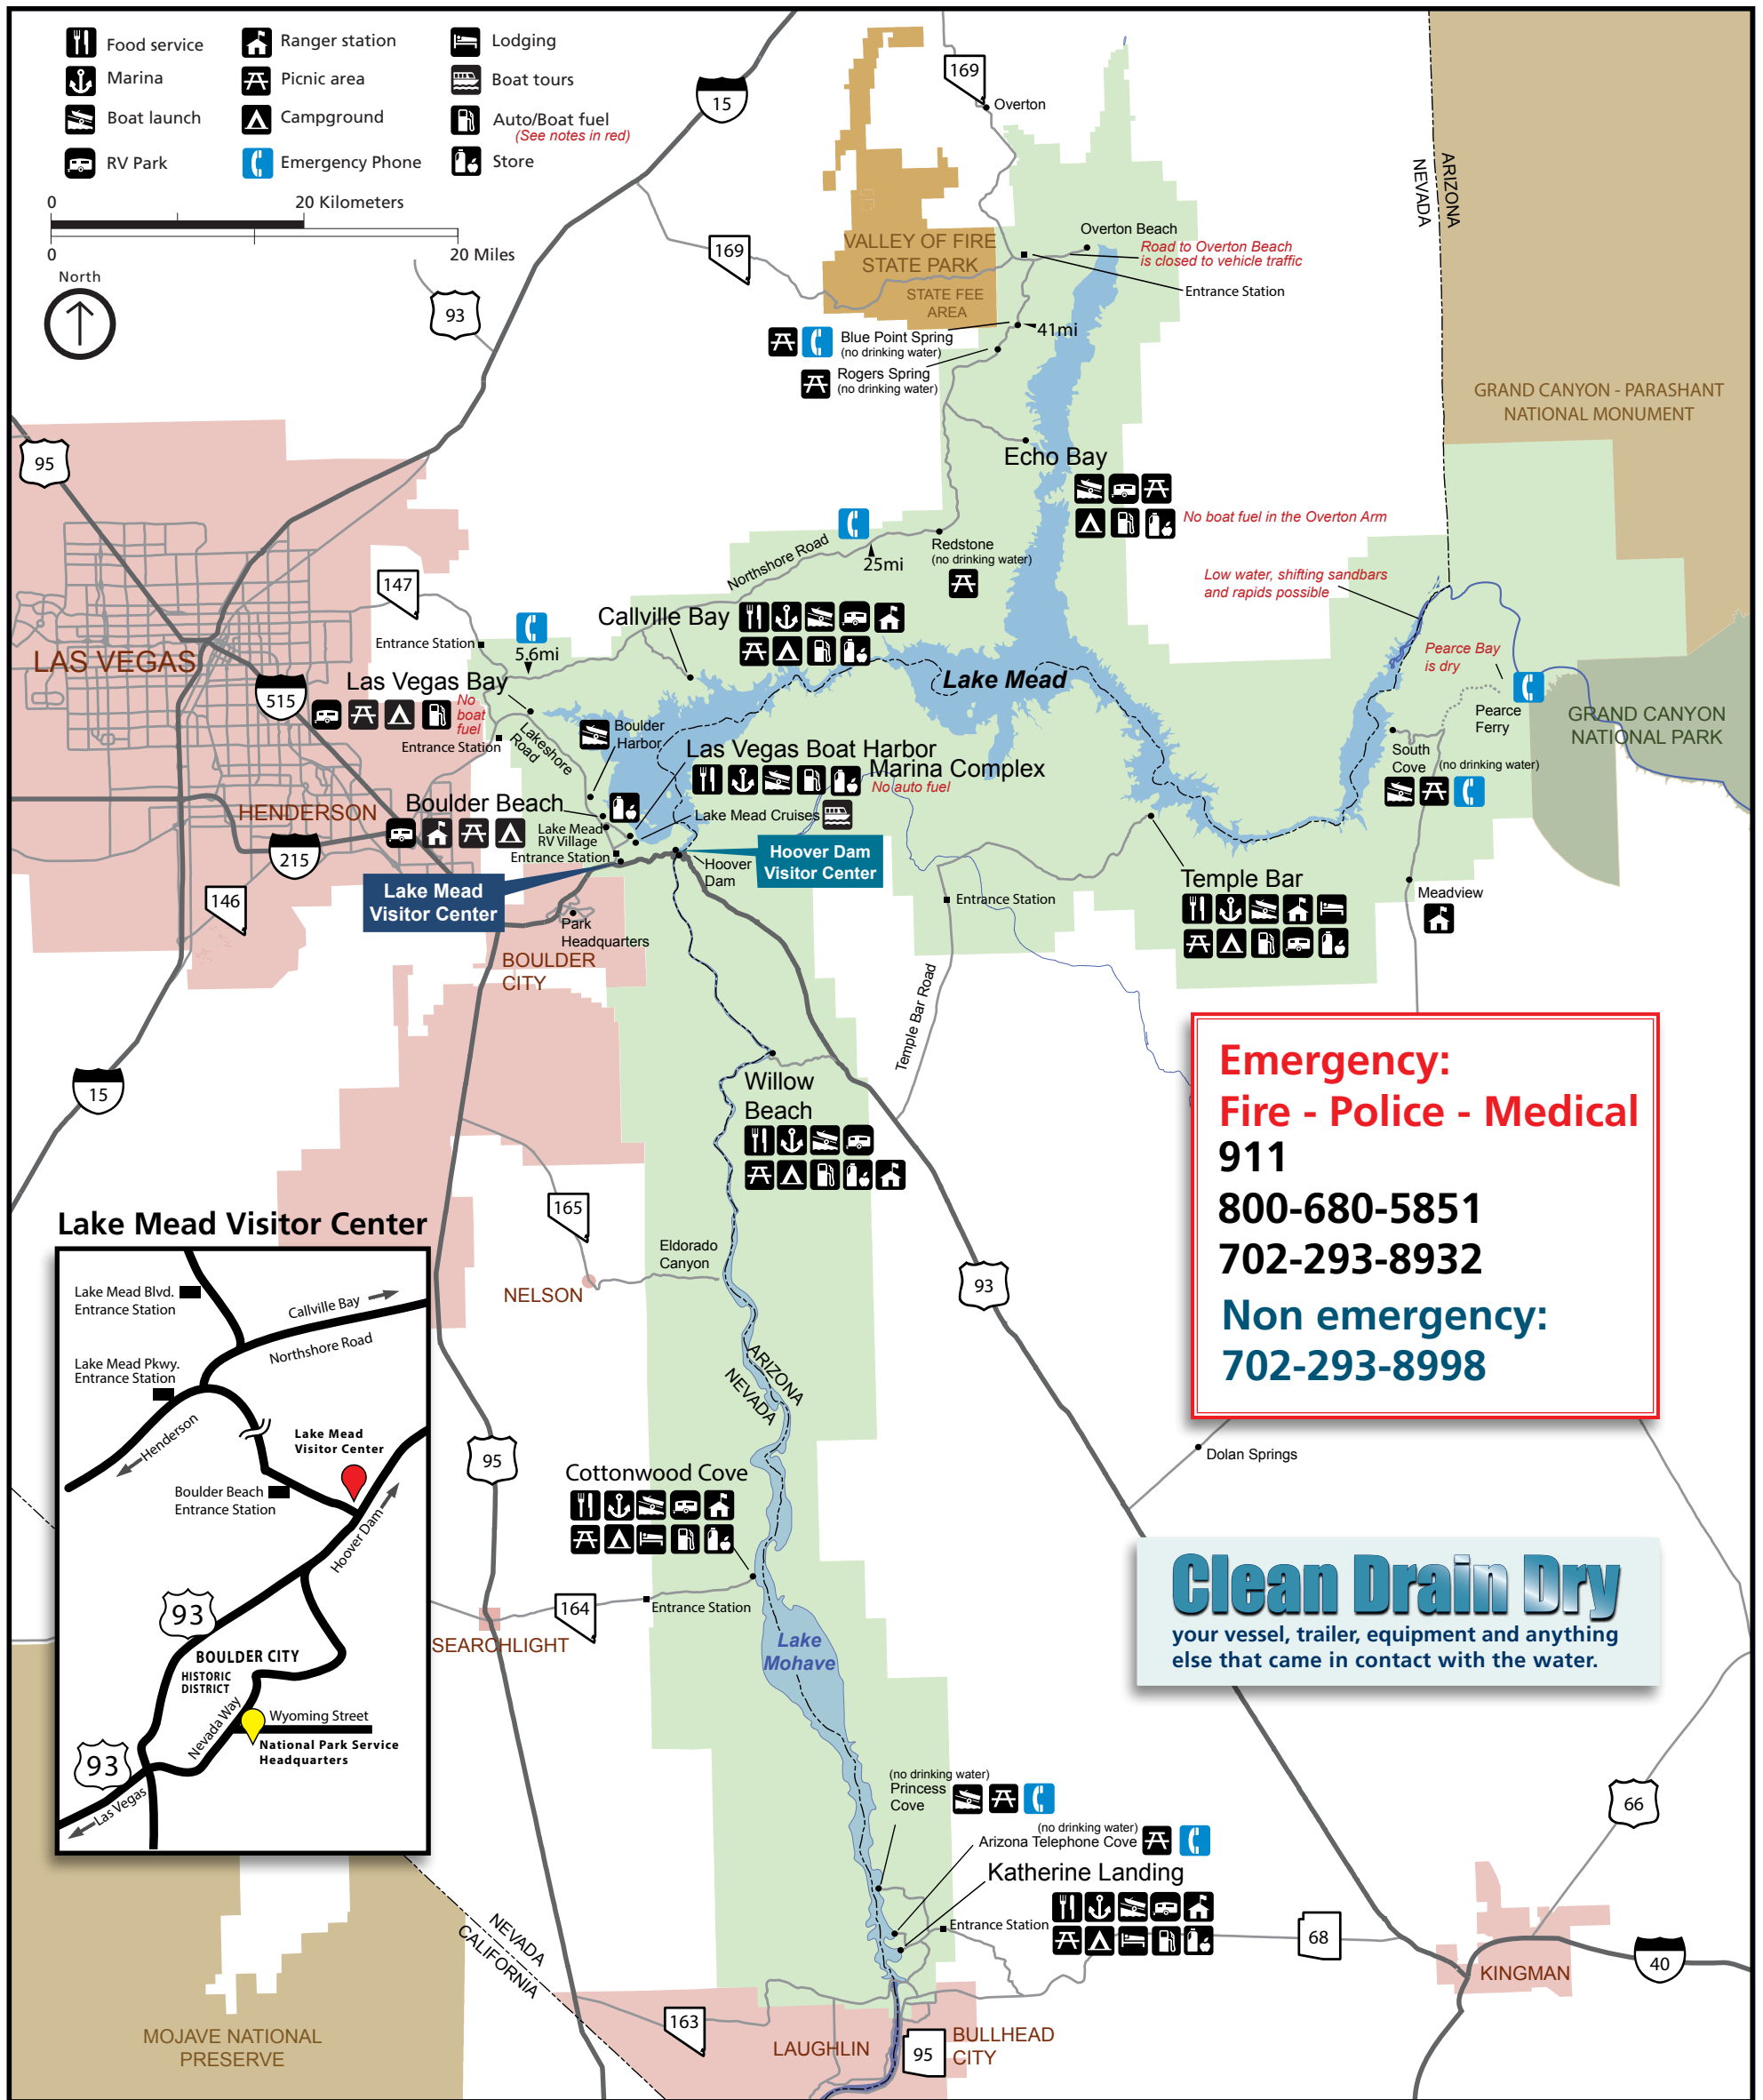 Food service
Marina
Boat launch
RV Park
Ranger station
Picnic area
Campground
Emergency Phone
Lodging
Boat tours
Auto/Boat fuel
(See notes in red)
Store
0
20 Kilometers
0
20 Miles
North
15
93
95
169
169
Overton
VALLEY OF FIRE
STATE PARK
STATE FEE
AREA
Overton Beach
Road to Overton Beach
is closed to vehicle traffic
Entrance Station
ARIZONA
NEVADA
41mi
Blue Point Spring
(no drinking water)
Rogers Spring
(no drinking water)
GRAND CANYON - PARASHANT
NATIONAL MONUMENT
Echo Bay
No boat fuel in the Overton Arm
Redstone
(no drinking water)
Northshore Road
25mi
Low water, shifting sandbars
and rapids possible
147
Callville Bay
Entrance Station
5.6mi
LAS VEGAS
515
Las Vegas Bay
No
boat
fuel
Entrance Station
Lakeshore
Road
Lake Mead
Pearce Bay
is dry
Pearce
Ferry
GRAND CANYON
NATIONAL PARK
South
Cove
(no drinking water)
Boulder
Harbor
Las Vegas Boat Harbor
Marina Complex
No auto fuel
HENDERSON
Boulder Beach
Lake Mead Cruises
Lake Mead
RV Village
Entrance Station
215
Hoover
Dam
Hoover Dam
Visitor Center
Lake Mead
Visitor Center
146
Park
Headquarters
BOULDER
CITY
Entrance Station
Temple Bar
Meadview
Temple Bar Road
15
Willow
Beach
Emergency:
Fire - Police - Medical
911
800-680-5851
702-293-8932
Non emergency:
702-293-8998
165
Eldorado
Canyon
NELSON
93
ARIZONA
NEVADA
Lake Mead Visitor Center
Lake Mead Blvd.
Entrance Station
Callville Bay
Northshore Road
Lake Mead Pkwy.
Entrance Station
Henderson
Lake Mead
Visitor Center
Boulder Beach
Entrance Station
Hoover Dam
93
BOULDER CITY
HISTORIC
DISTRICT
Nevada Way
Wyoming Street
National Park Service
Headquarters
93
Las Vegas
95
Cottonwood Cove
164
Entrance Station
SEARCHLIGHT
Lake
Mohave
Dolan Springs
Clean Drain Dry
your vessel, trailer, equipment and anything
else that came in contact with the water.
(no drinking water)
Princess
Cove
(no drinking water)
Arizona Telephone Cove
Katherine Landing
Entrance Station
68
66
KINGMAN
40
NEVADA
CALIFORNIA
MOJAVE NATIONAL
PRESERVE
163
LAUGHLIN
95
BULLHEAD
CITY